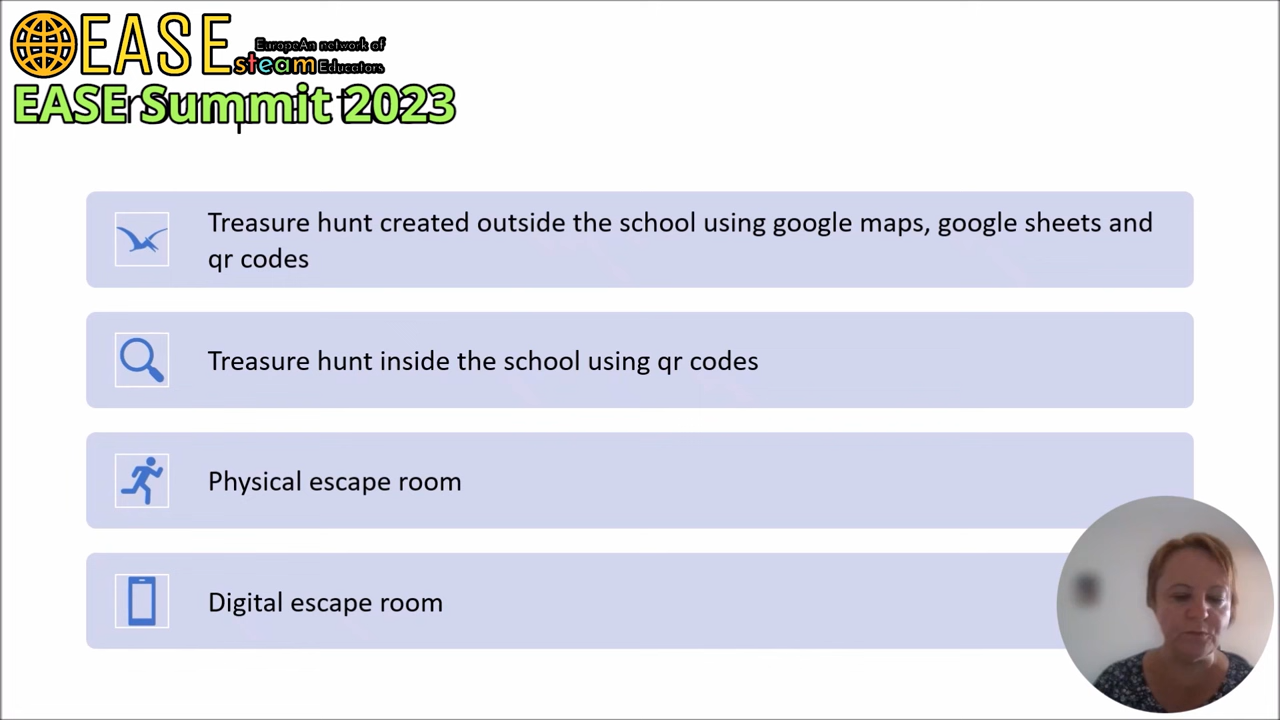 EASE
EuropeAn network of
steam Educators
EASE Summit 2023
Treasure hunt created outside the school using google maps, google sheets and
qr codes
Treasure hunt inside the school using qr codes
Physical escape room
Digital escape room